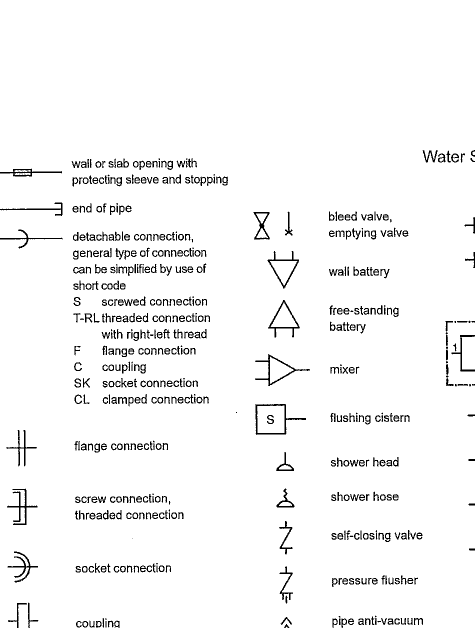 Water S
wall or slab opening with
protecting sleeve and stopping
end of pipe
detachable connection,
general type of connection
can be simplified by use of
short code
S screwed connection
T-RL threaded connection
with right-left thread
F flange connection
C coupling
SK socket connection
CL clamped connection
flange connection
screw connection,
threaded connection
socket connection
coupling
bleed valve,
emptying valve
wall battery
free-standing
battery
mixer
S
flushing cistern
shower head
shower hose
self-closing valve
pressure flusher
pipe anti-vacuum
1